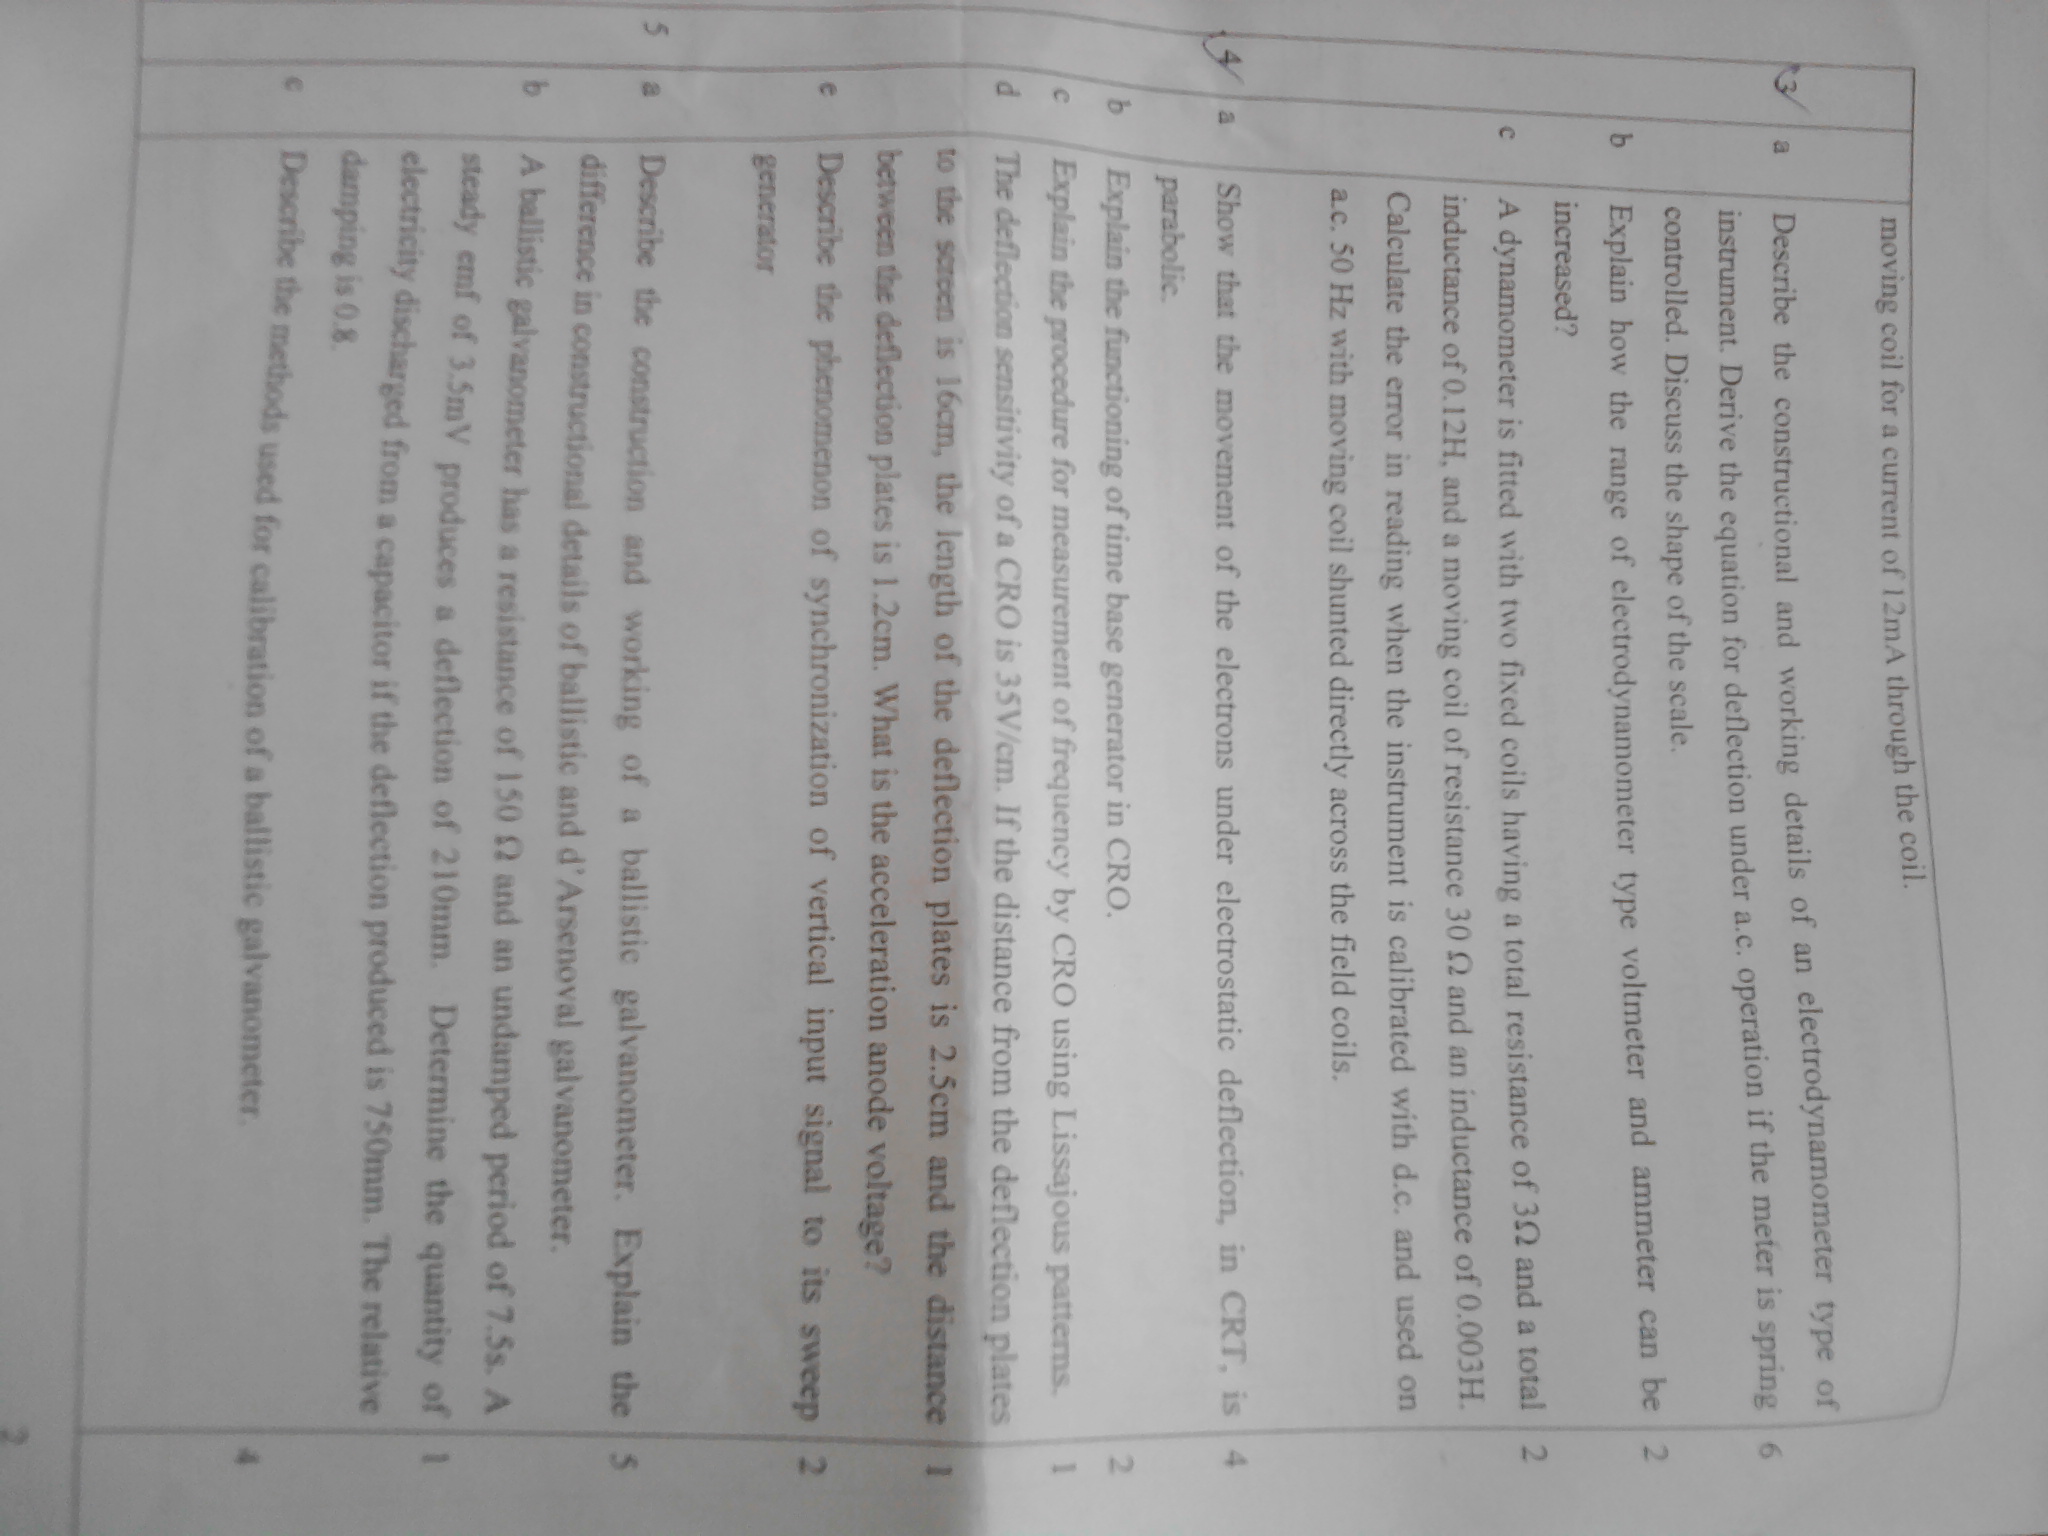 moving coil for a current of 12mA through the coil.
3 a Describe the constructional and working details of an electrodynamometer type of
instrument. Derive the equation for deflection under a.c. operation if the meter is spring 6
controlled. Discuss the shape of the scale.
b Explain how the range of electrodynamometer type voltmeter and ammeter can be 2
increased?
c A dynamometer is fitted with two fixed coils having a total resistance of 3Ω and a total 2
inductance of 0.12H, and a moving coil of resistance 30 Ω and an inductance of 0.003H.
Calculate the error in reading when the instrument is calibrated with d.c. and used on
a.c. 50 Hz with moving coil shunted directly across the field coils.
4 a Show that the movement of the electrons under electrostatic deflection, in CRT, is 4
parabolic.
b Explain the functioning of time base generator in CRO. 2
c Explain the procedure for measurement of frequency by CRO using Lissajous patterns. 1
d The deflection sensitivity of a CRO is 35V/cm. If the distance from the deflection plates
to the screen is 16cm, the length of the deflection plates is 2.5cm and the distance 1
between the deflection plates is 1.2cm. What is the acceleration anode voltage?
e Describe the phenomenon of synchronization of vertical input signal to its sweep 2
generator
5 a Describe the construction and working of a ballistic galvanometer. Explain the 5
difference in constructional details of ballistic and d'Arsenoval galvanometer.
b A ballistic galvanometer has a resistance of 150 Ω and an undamped period of 7.5s. A
steady emf of 3.5mV produces a deflection of 210mm. Determine the quantity of 1
electricity discharged from a capacitor if the deflection produced is 750mm. The relative
damping is 0.8.
c Describe the methods used for calibration of a ballistic galvanometer. 4
2